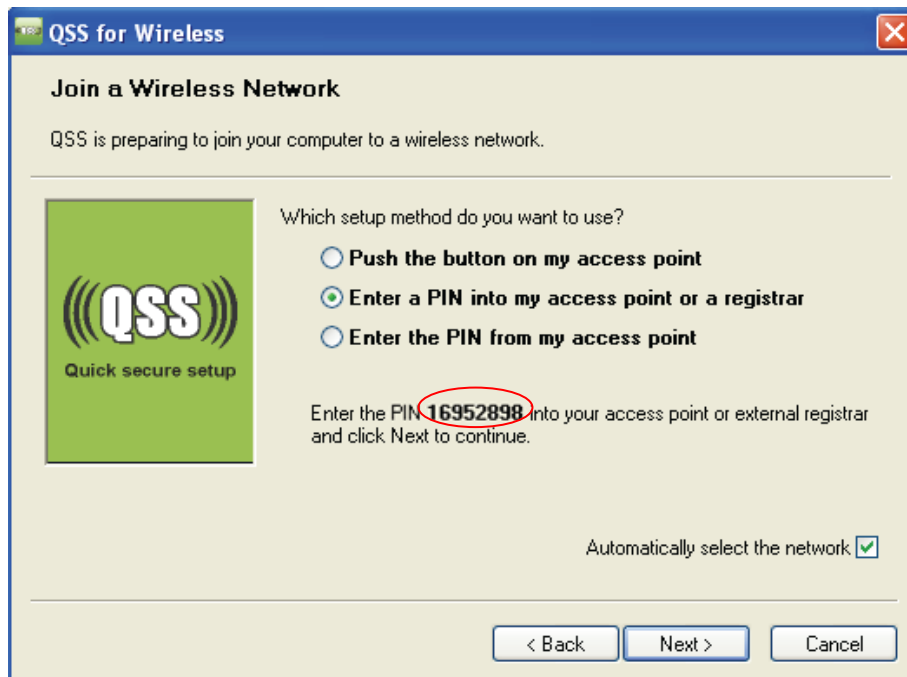 QSS for Wireless
Join a Wireless Network
QSS is preparing to join your computer to a wireless network.
Which setup method do you want to use?
Push the button on my access point
Enter a PIN into my access point or a registrar
Enter the PIN from my access point
(((QSS)))
Quick secure setup
Enter the PIN 16952898 into your access point or external registrar
and click Next to continue.
Automatically select the network
< Back
Next >
Cancel